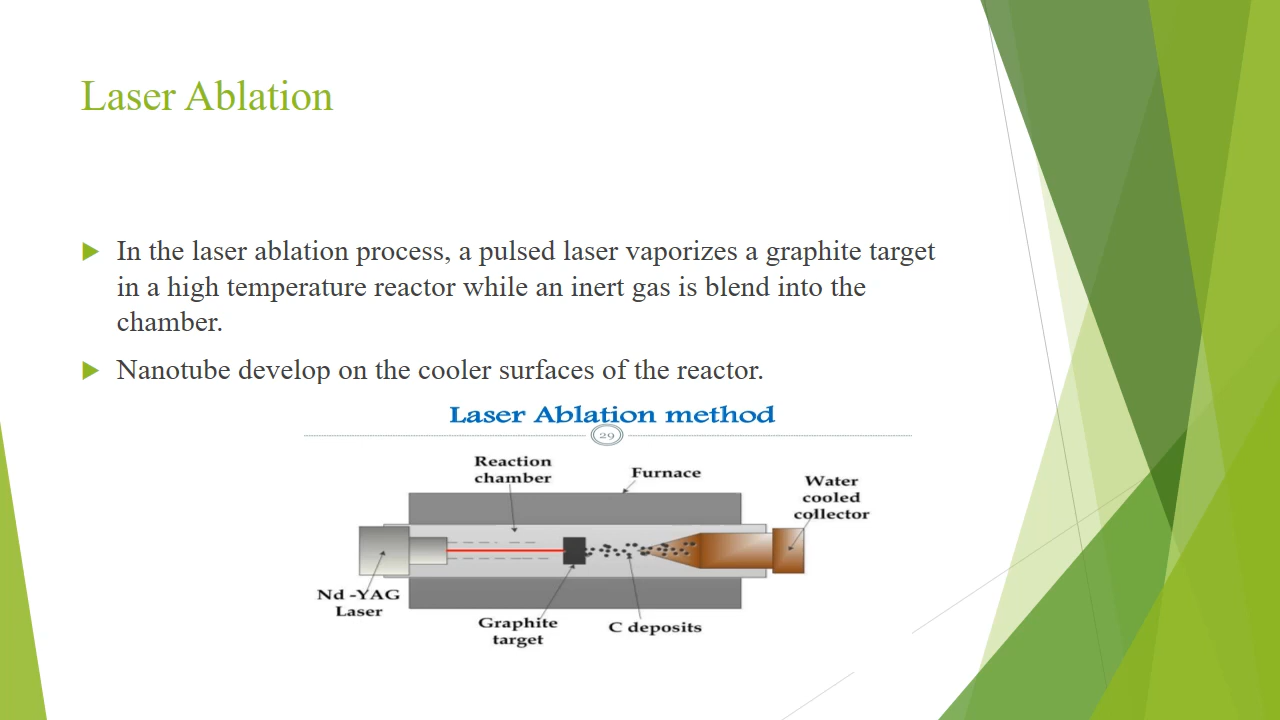 Laser Ablation
In the laser ablation process, a pulsed laser vaporizes a graphite target
in a high temperature reactor while an inert gas is blend into the
chamber.
Nanotube develop on the cooler surfaces of the reactor.
Laser Ablation method
29
Reaction
chamber
Furnace
Water
cooled
collector
Nd -YAG
Laser
Graphite
target
C deposits